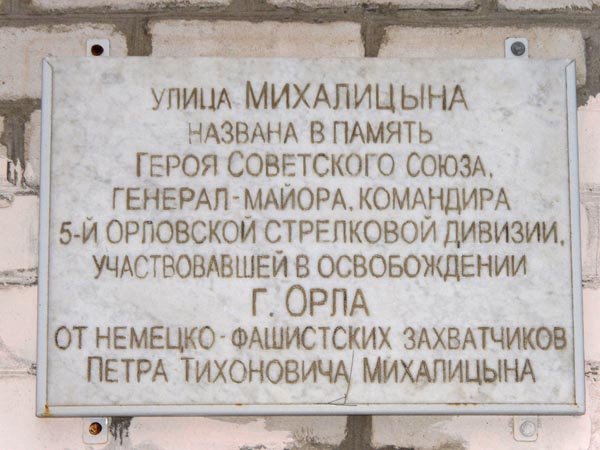 УЛИЦА МИХАЛИЦЫНА
НАЗВАНА В ПАМЯТЬ
ГЕРОЯ СОВЕТСКОГО СОЮЗА,
ГЕНЕРАЛ-МАЙОРА, КОМАНДИРА
5-Й ОРЛОВСКОЙ СТРЕЛКОВОЙ ДИВИЗИИ,
УЧАСТВОВАВШЕЙ В ОСВОБОЖДЕНИИ
Г. ОРЛА
ОТ НЕМЕЦКО-ФАШИСТСКИХ ЗАХВАТЧИКОВ
ПЕТРА ТИХОНОВИЧА МИХАЛИЦЫНА